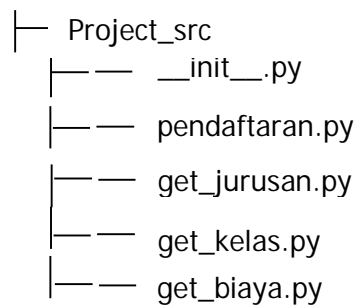 Project_src
__init__.py
pendaftaran.py
get_jurusan.py
get_kelas.py
get_biaya.py